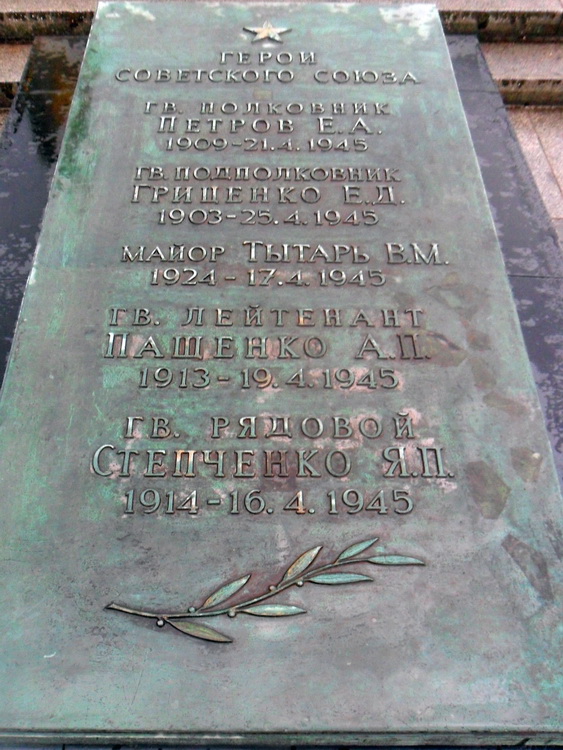 ГЕРОИ
СОВЕТСКОГО СОЮЗА
ГВ. ПОЛКОВНИК
ПЕТРОВ Е.А.
1909-21.4.1945
ГВ. ПОДПОЛКОВНИК
ГРИЦЕНКО Е.Д.
1903-25.4.1945
МАЙОР ТЫТАРЬ В.М.
1924-17.4.1945
ГВ. ЛЕЙТЕНАНТ
ПАЩЕНКО А.П.
1913-19.4.1945
ГВ. РЯДОВОЙ
СТЕПЧЕНКО Я.П.
1914-16.4.1945